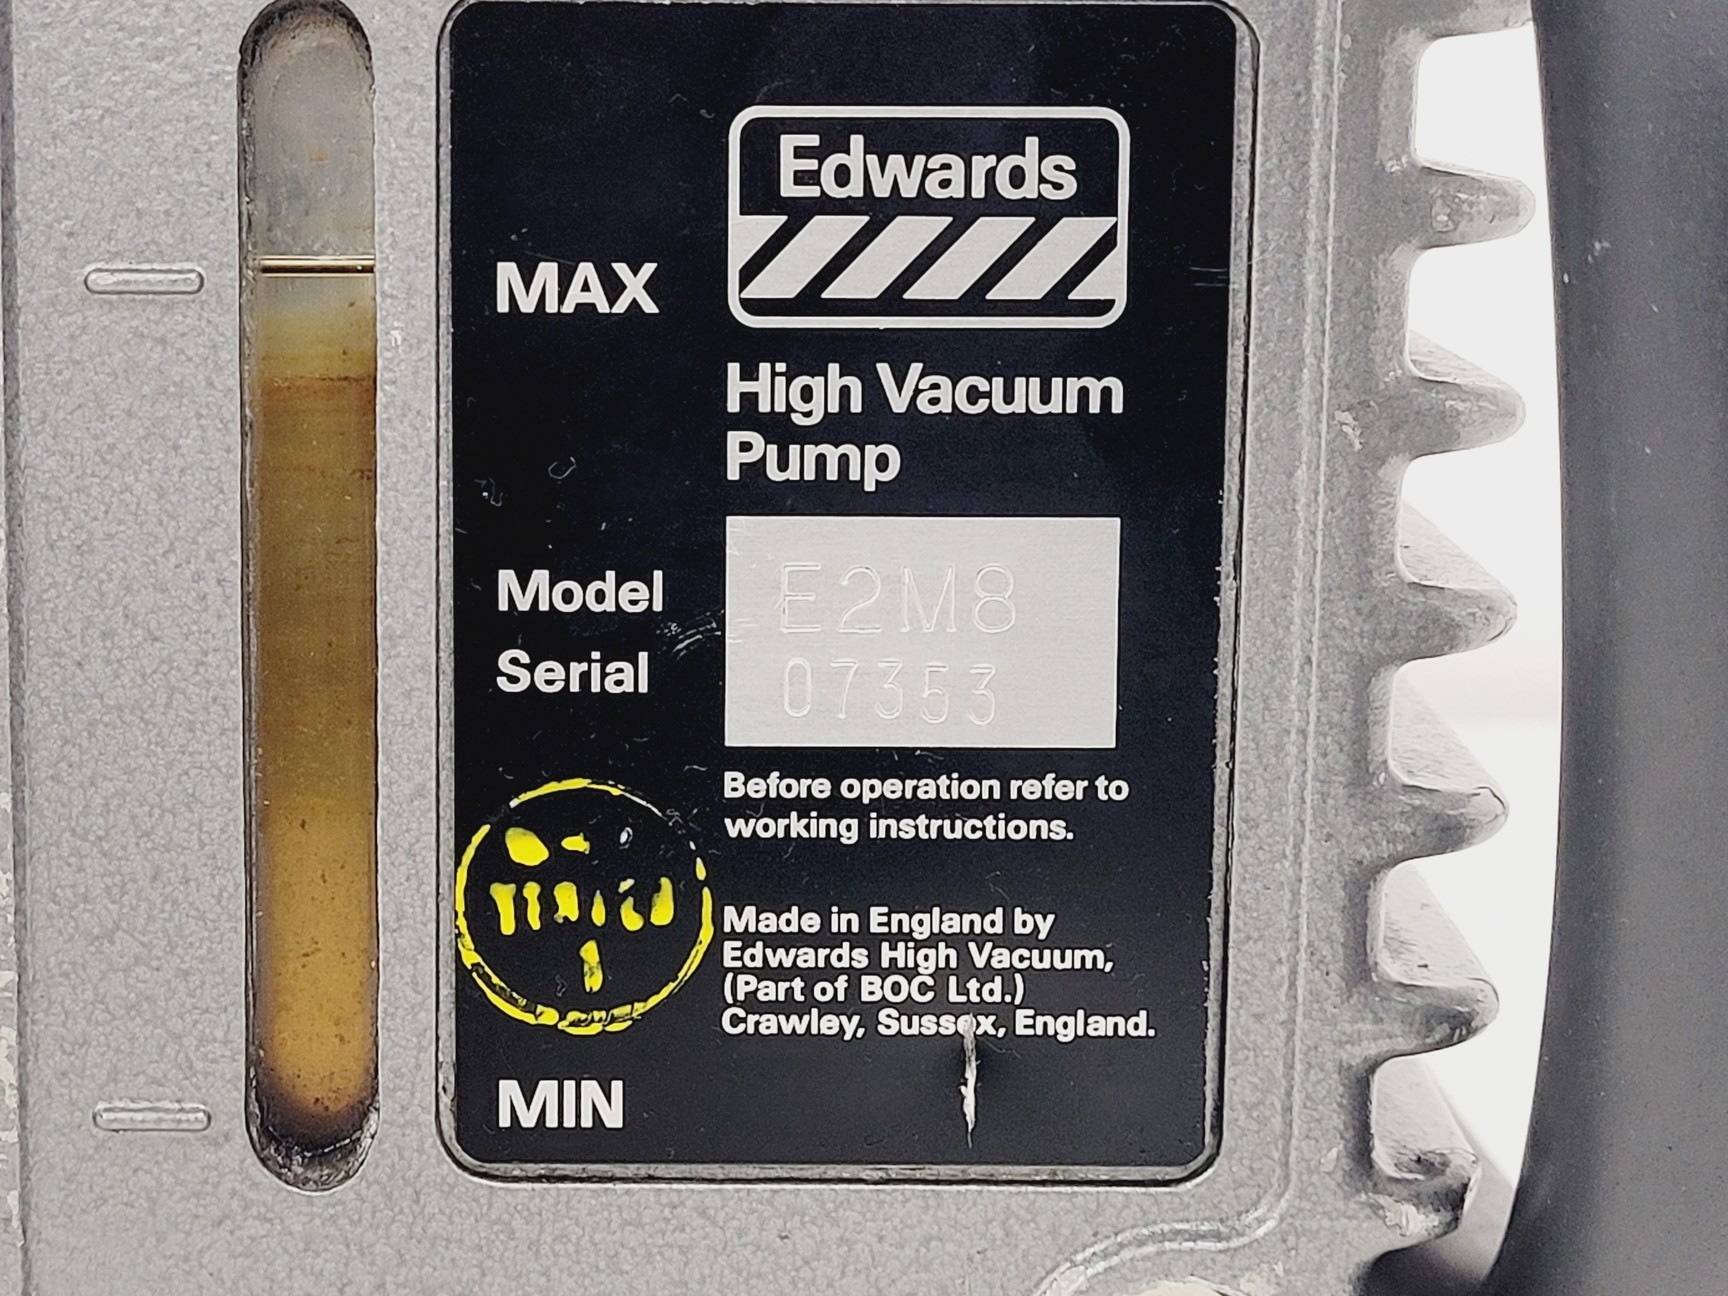 Edwards
MAX
High Vacuum
Pump
Model E2M8
Serial 07353
Before operation refer to
working instructions.
Made in England by
Edwards High Vacuum,
(Part of BOC Ltd.)
Crawley, Sussex, England.
MIN